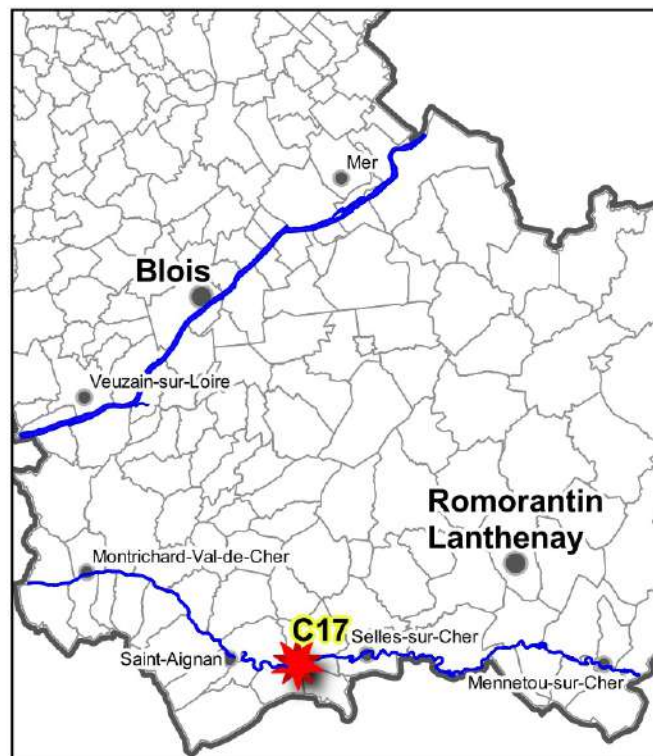 Mer
Blois
Veuzain-sur-Loire
Romorantin
Lanthenay
Montrichard-Val-de-Cher
C17
Selles-sur-Cher
Saint-Aignan
Mennetou-sur-Cher